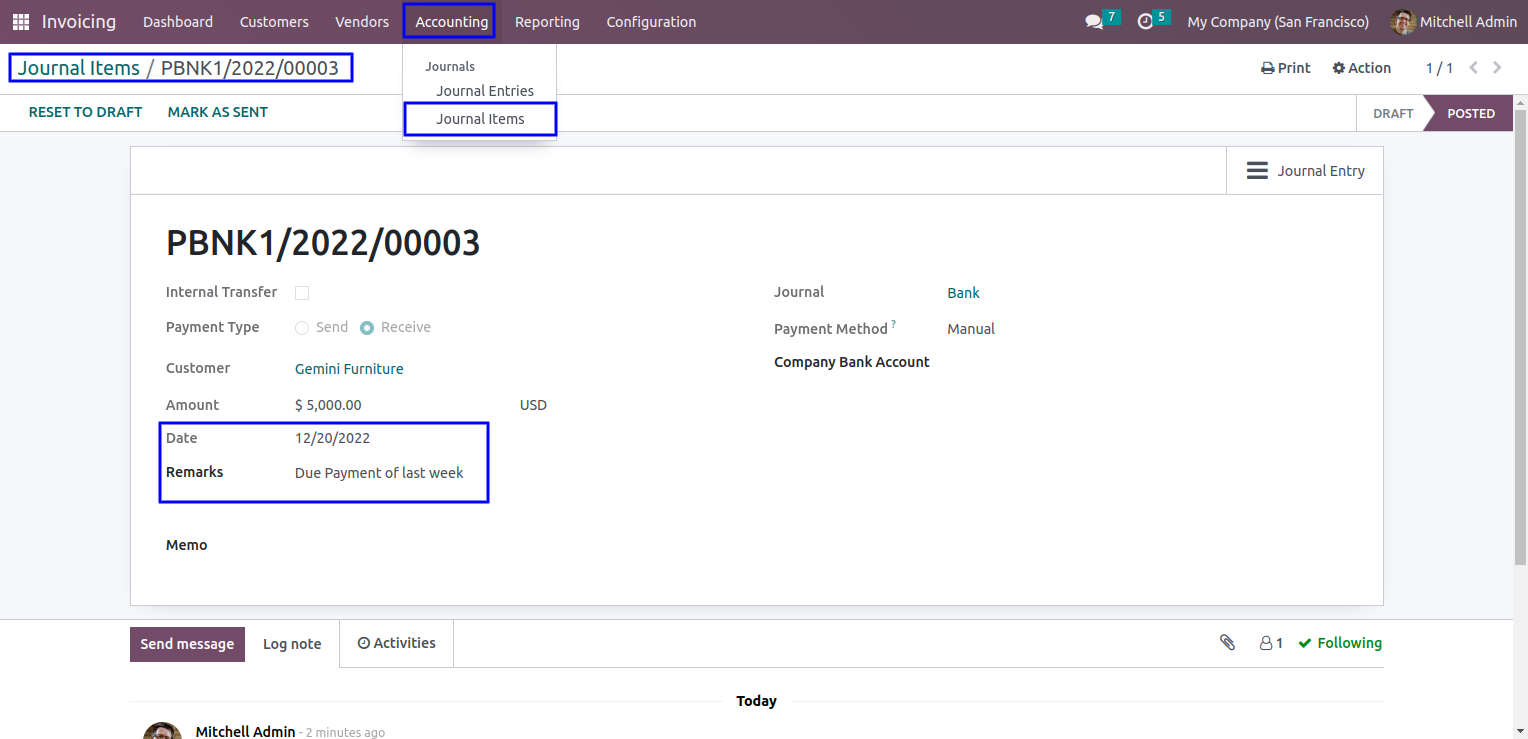 Invoicing Dashboard Customers Vendors Accounting Reporting Configuration 7 5 My Company (San Francisco) Mitchell Admin
Journal Items / PBNK1/2022/00003 Print Action 1 / 1
Journals
Journal Entries
Journal Items
RESET TO DRAFT MARK AS SENT DRAFT POSTED
Journal Entry
PBNK1/2022/00003
Internal Transfer
Payment Type Send Receive
Customer Gemini Furniture
Amount $ 5,000.00 USD
Date 12/20/2022
Remarks Due Payment of last week
Memo
Journal Bank
Payment Method ? Manual
Company Bank Account
Send message Log note Activities 1 Following
Today
Mitchell Admin - 2 minutes ago